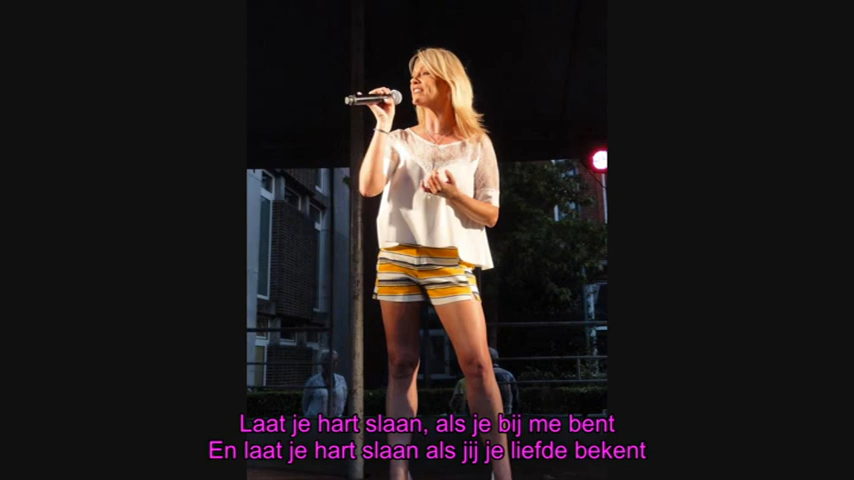 Laat je hart slaan, als je bij me bent
En laat je hart slaan als jij je liefde bekent